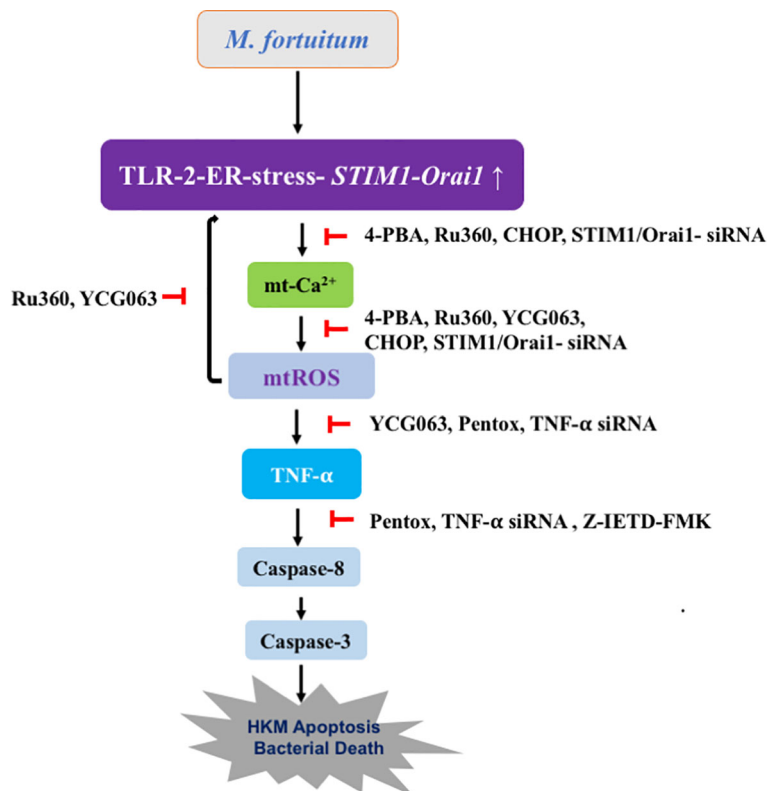 M. fortuitum
TLR-2-ER-stress- STIM1-Orai1 ↑
4-PBA, Ru360, CHOP, STIM1/Orai1- siRNA
mt-Ca²⁺
Ru360, YCG063
4-PBA, Ru360, YCG063,
CHOP, STIM1/Orai1- siRNA
mtROS
YCG063, Pentox, TNF-α siRNA
TNF-α
Pentox, TNF-α siRNA , Z-IETD-FMK
Caspase-8
Caspase-3
HKM Apoptosis
Bacterial Death